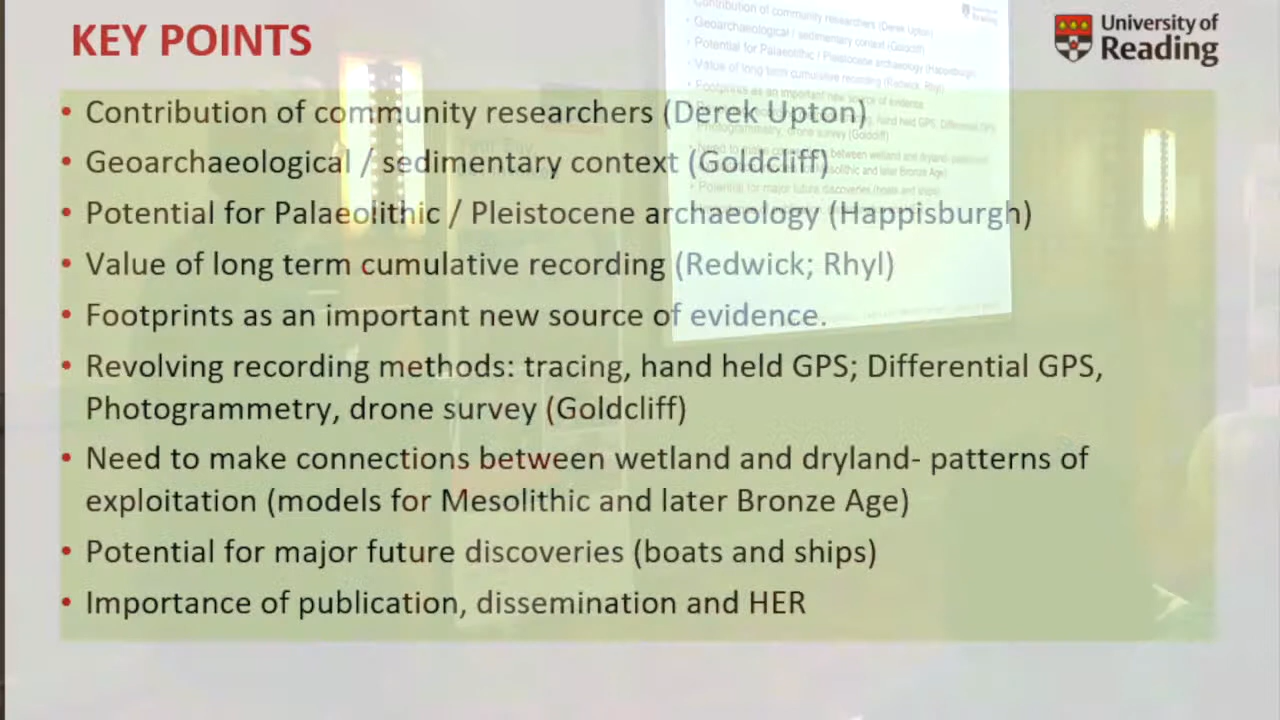 KEY POINTS
University of
Reading
• Contribution of community researchers (Derek Upton)
• Geoarchaeological / sedimentary context (Goldcliff)
• Potential for Palaeolithic / Pleistocene archaeology (Happisburgh)
• Value of long term cumulative recording (Redwick; Rhyl)
• Footprints as an important new source of evidence.
• Revolving recording methods: tracing, hand held GPS; Differential GPS,
Photogrammetry, drone survey (Goldcliff)
• Need to make connections between wetland and dryland- patterns of
exploitation (models for Mesolithic and later Bronze Age)
• Potential for major future discoveries (boats and ships)
• Importance of publication, dissemination and HER